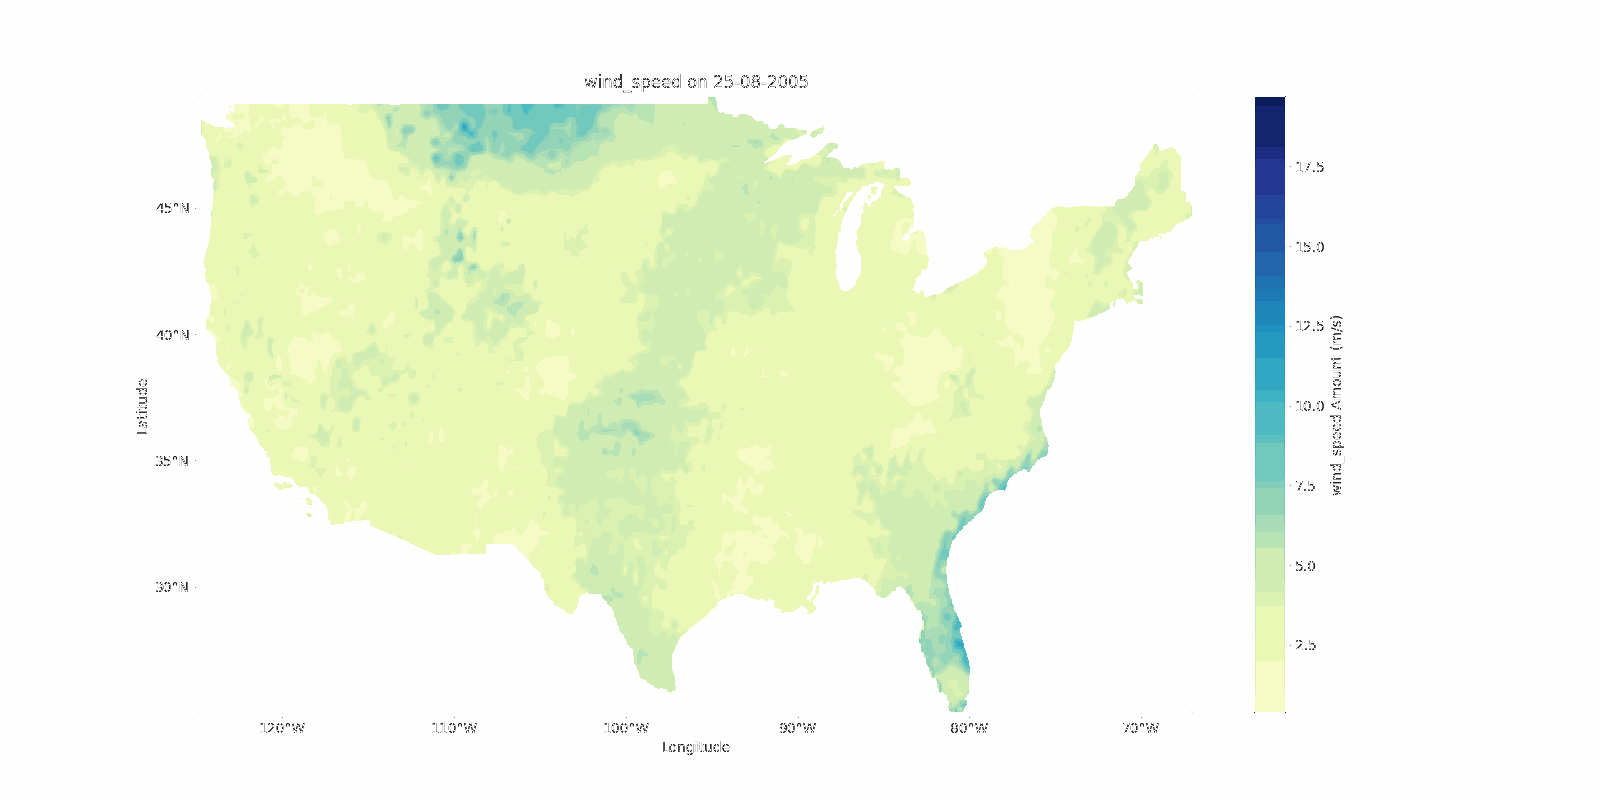 wind_speed on 25-08-2005
45°N
40°N
35°N
30°N
Latitude
120°W 110°W 100°W 90°W 80°W 70°W
Longitude
17.5
15.0
12.5
10.0
7.5
5.0
2.5
wind_speed Amount (m/s)